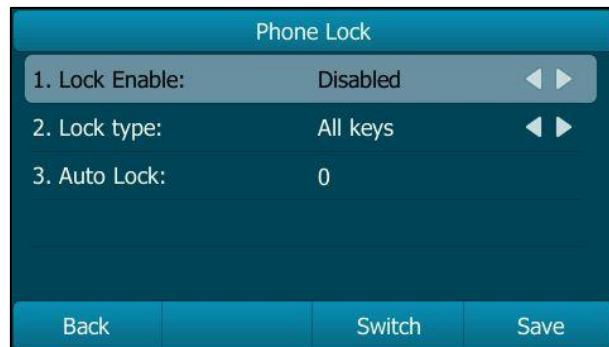 Phone Lock
1. Lock Enable: Disabled
2. Lock type: All keys
3. Auto Lock: 0
Back Switch Save